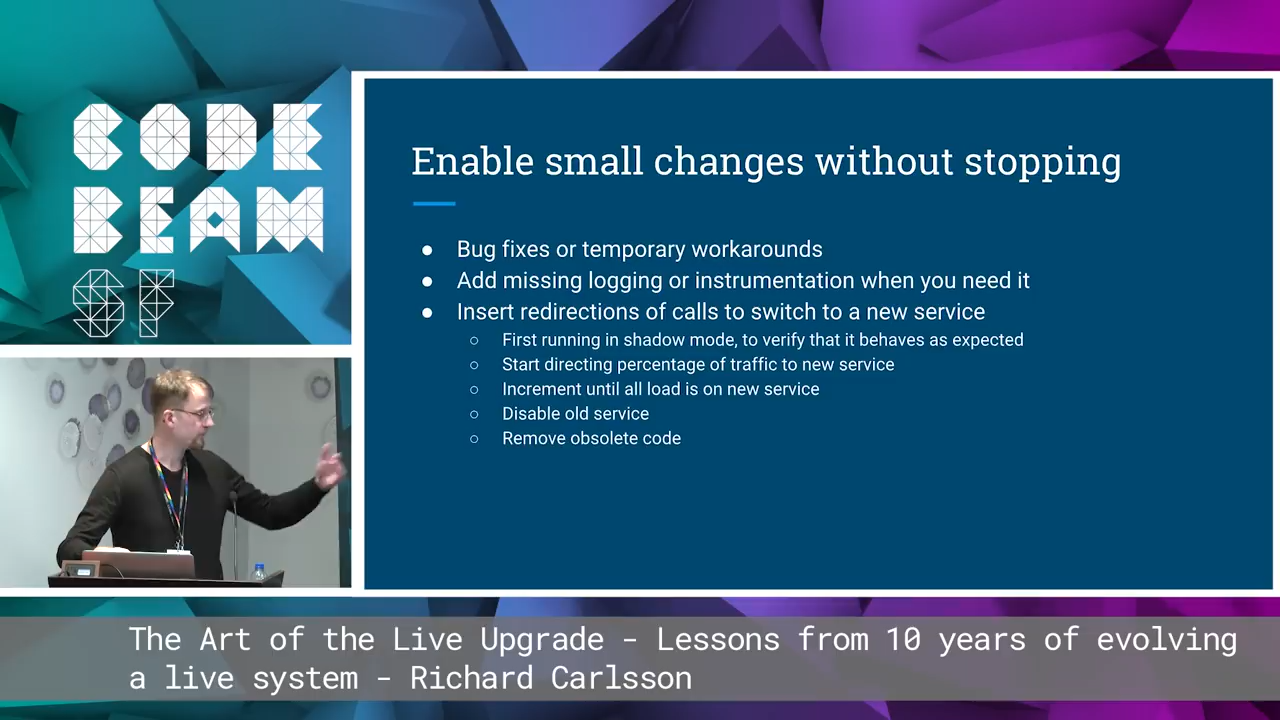 CODE
BEAM
SF
Enable small changes without stopping
● Bug fixes or temporary workarounds
● Add missing logging or instrumentation when you need it
● Insert redirections of calls to switch to a new service
○ First running in shadow mode, to verify that it behaves as expected
○ Start directing percentage of traffic to new service
○ Increment until all load is on new service
○ Disable old service
○ Remove obsolete code
The Art of the Live Upgrade - Lessons from 10 years of evolving
a live system - Richard Carlsson